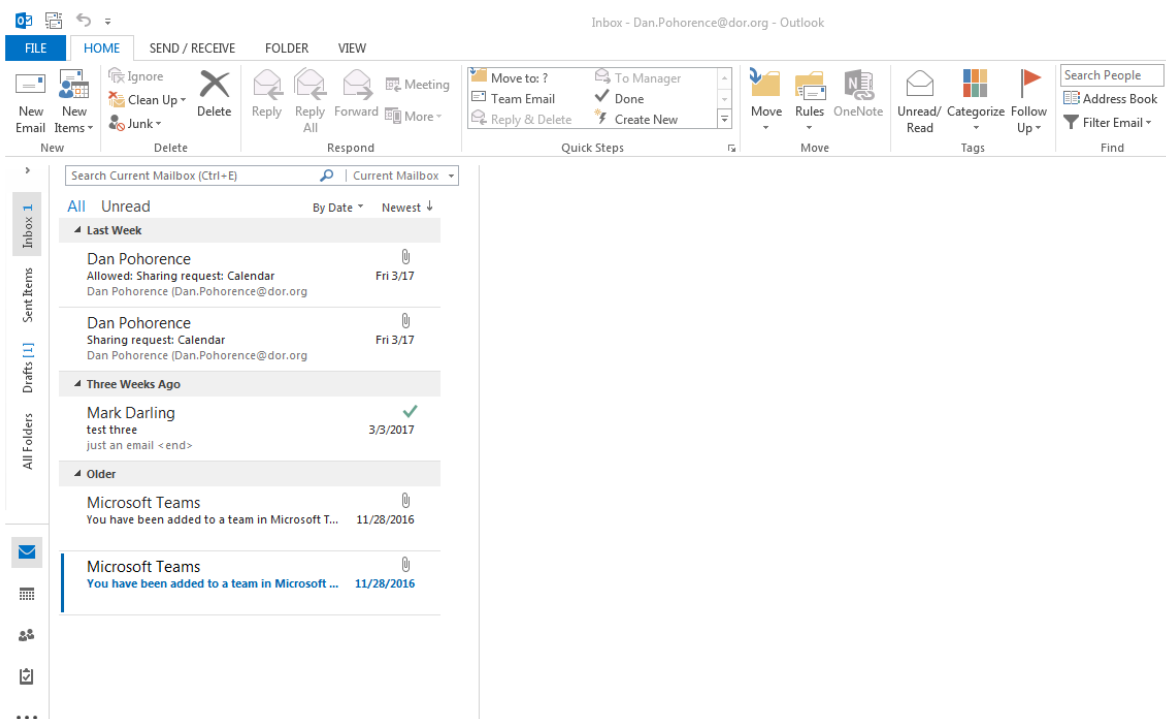 Inbox - Dan.Pohorence@dor.org - Outlook
FILE HOME SEND / RECEIVE FOLDER VIEW
New Email
New Items
Ignore
Clean Up
Junk
Delete
Reply
Reply All
Forward
Meeting
More
Move to: ?
Team Email
Reply & Delete
To Manager
Done
Create New
Move
Rules
OneNote
Unread/ Read
Categorize
Follow Up
Search People
Address Book
Filter Email
New Delete Respond Quick Steps Move Tags Find
Search Current Mailbox (Ctrl+E) Current Mailbox
All Unread By Date Newest
Last Week
Dan Pohorence
Allowed: Sharing request: Calendar Fri 3/17
Dan Pohorence (Dan.Pohorence@dor.org
Dan Pohorence
Sharing request: Calendar Fri 3/17
Dan Pohorence (Dan.Pohorence@dor.org
Three Weeks Ago
Mark Darling
test three 3/3/2017
just an email <end>
Older
Microsoft Teams
You have been added to a team in Microsoft T... 11/28/2016
Microsoft Teams
You have been added to a team in Microsoft ... 11/28/2016
Inbox 1
Sent Items
Drafts [1]
All Folders